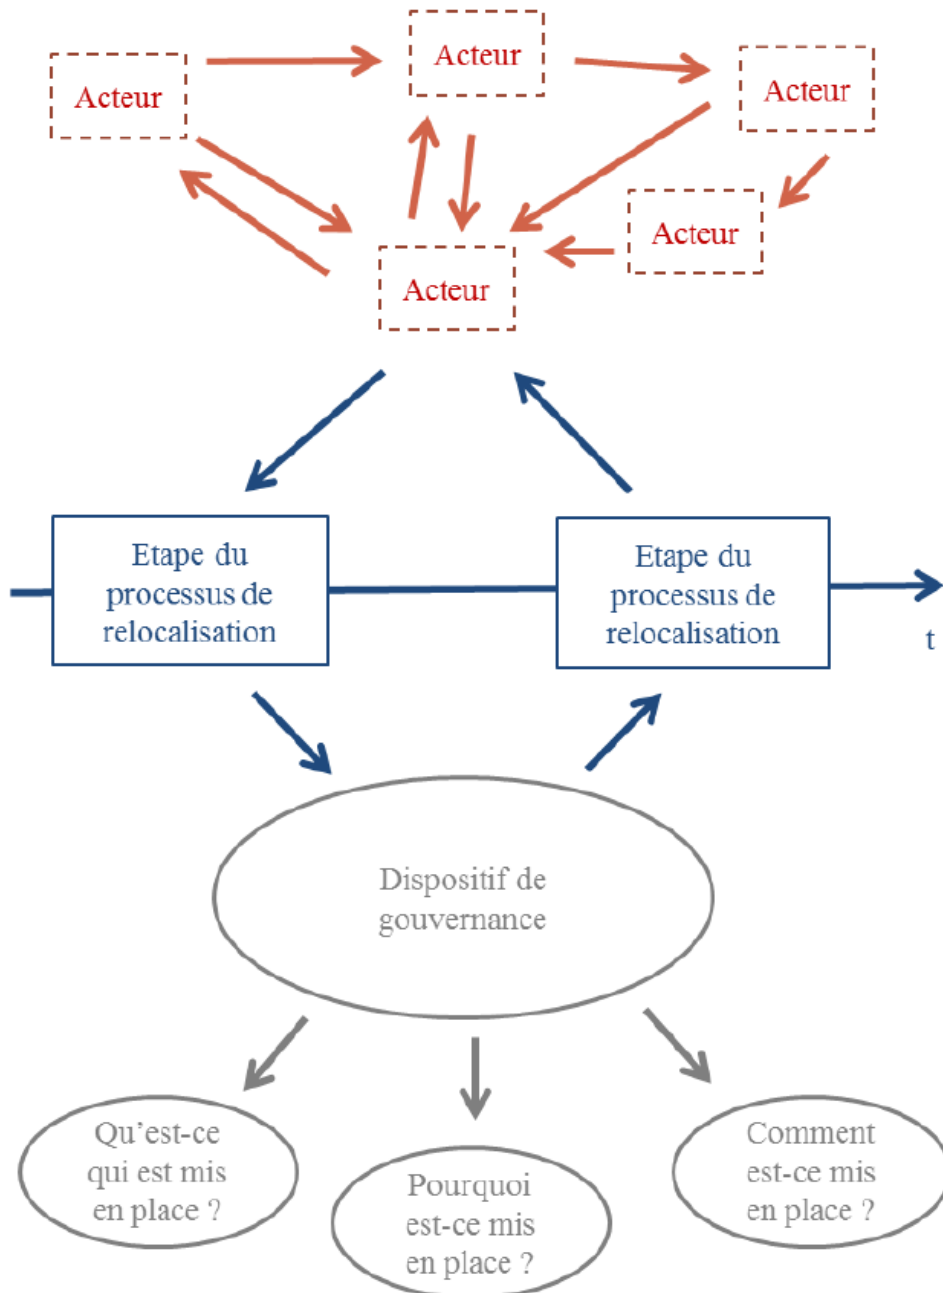 Acteur
Acteur
Acteur
Acteur
Acteur
Etape du
processus de
relocalisation
Etape du
processus de
relocalisation
t
Dispositif de
gouvernance
Qu’est-ce
qui est mis
en place ?
Pourquoi
est-ce mis
en place ?
Comment
est-ce mis
en place ?